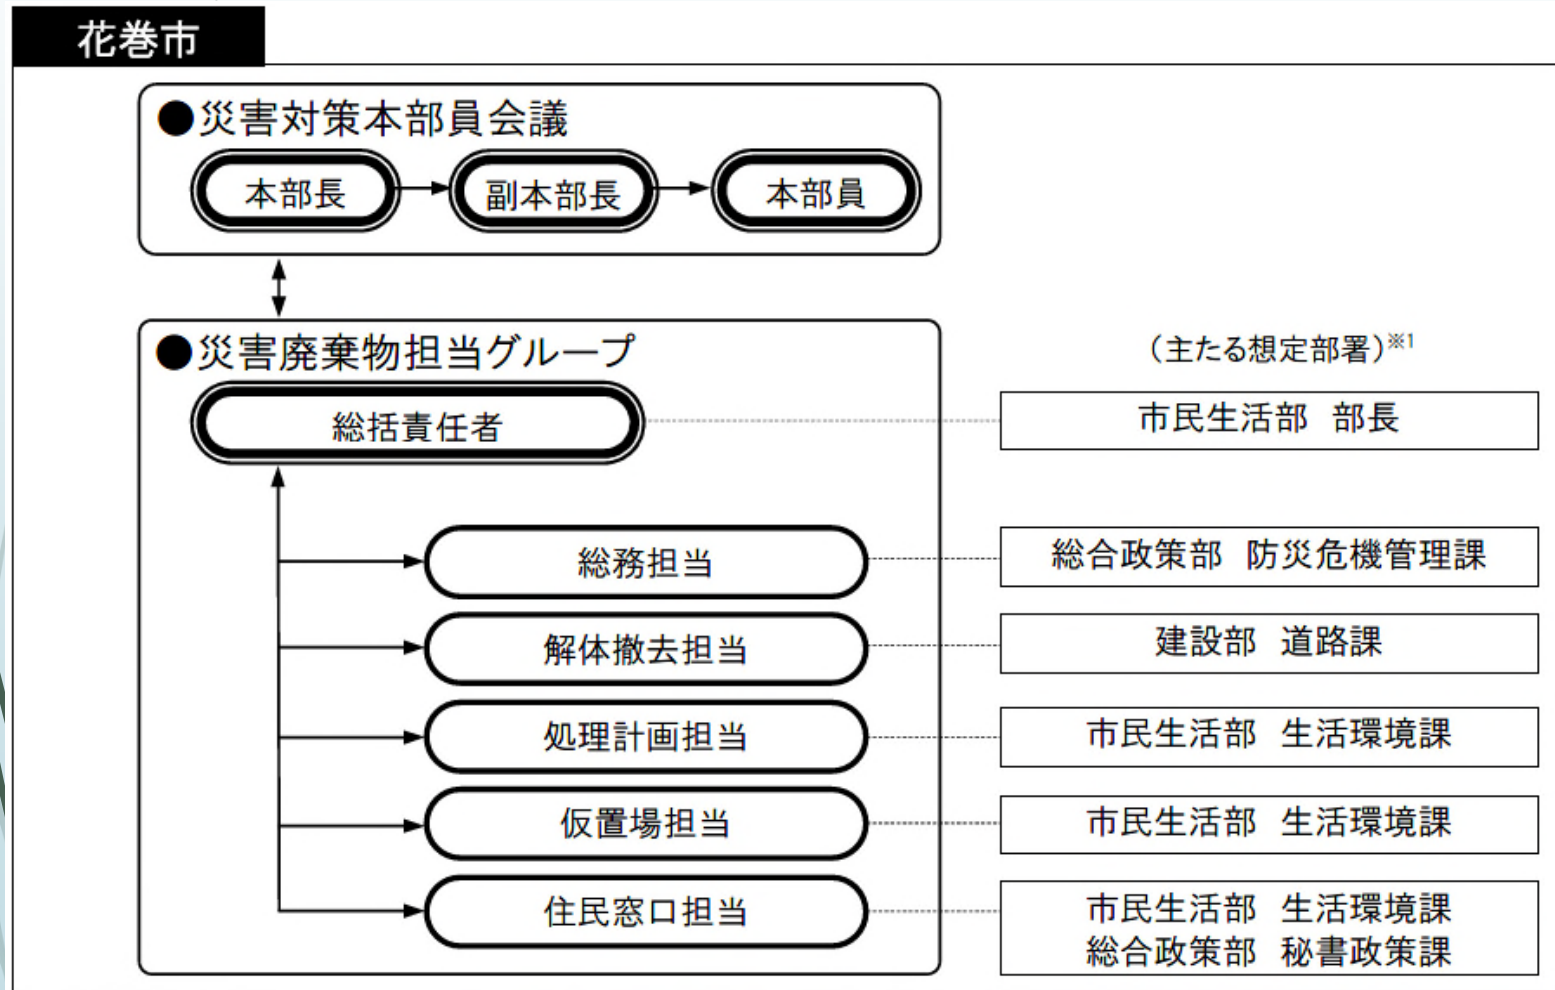 花巻市
●災害対策本部員会議
本部長
副本部長
本部員
●災害廃棄物担当グループ
（主たる想定部署）※1
総括責任者
市民生活部　部長
総務担当
総合政策部　防災危機管理課
解体撤去担当
建設部　道路課
処理計画担当
市民生活部　生活環境課
仮置場担当
市民生活部　生活環境課
住民窓口担当
市民生活部　生活環境課
総合政策部　秘書政策課